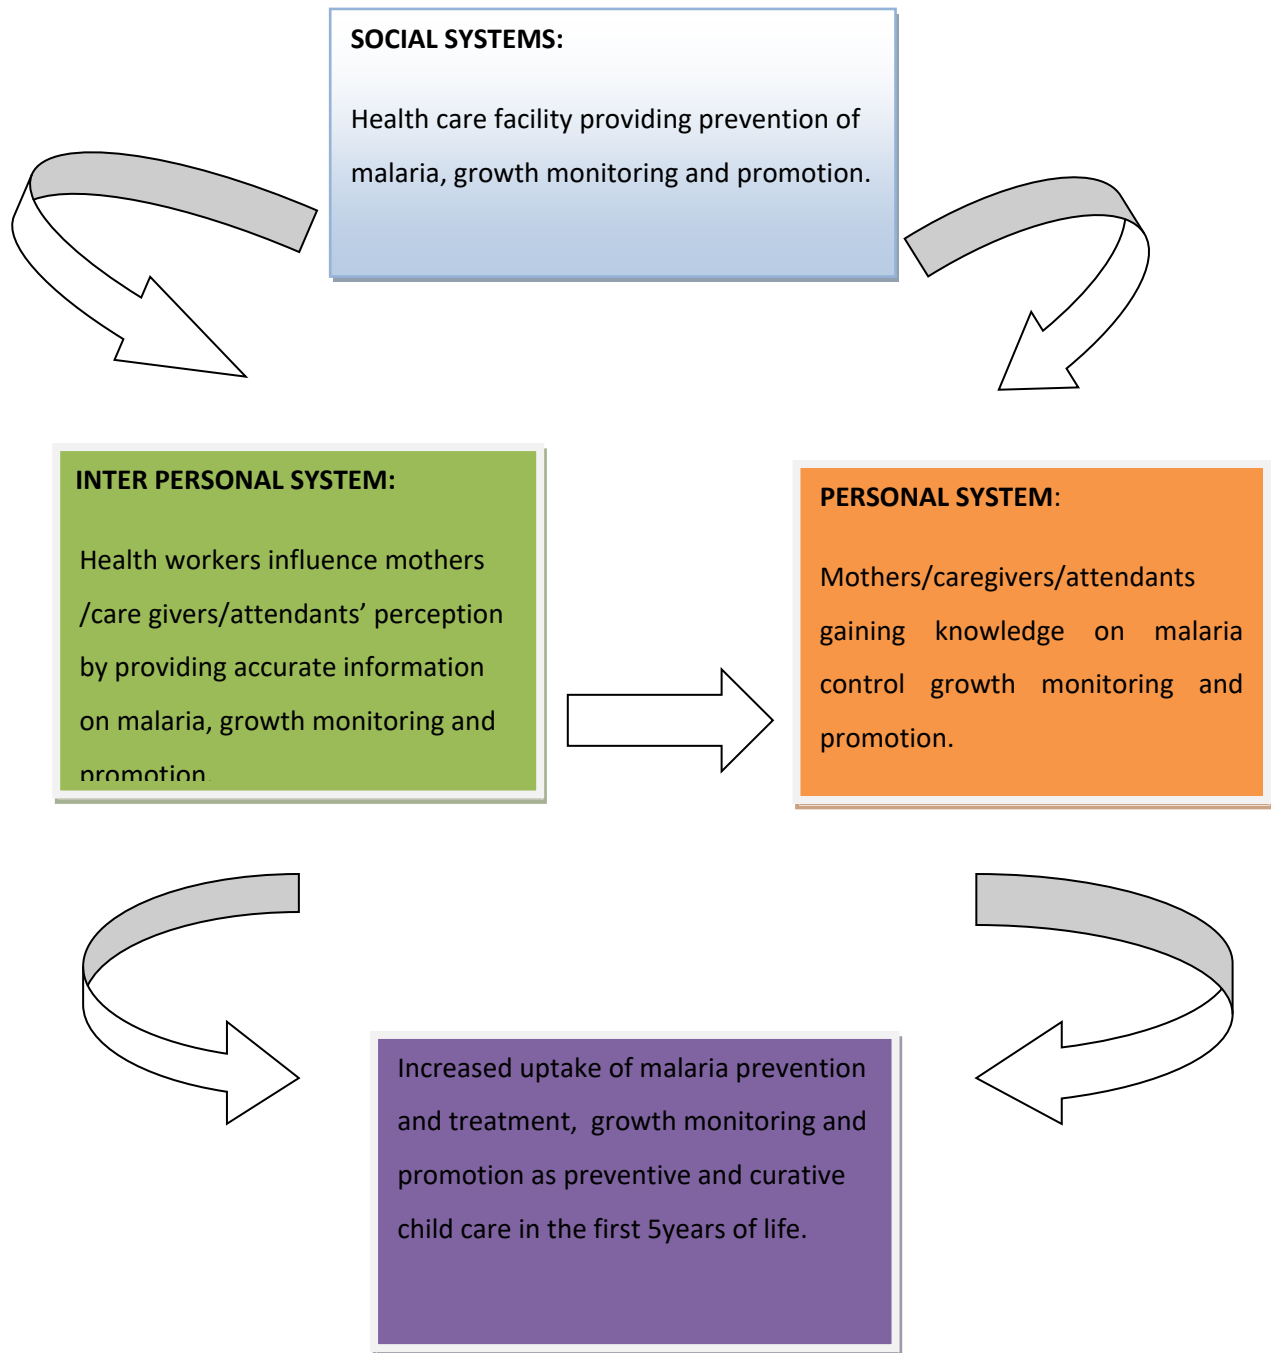 SOCIAL SYSTEMS:
Health care facility providing prevention of
malaria, growth monitoring and promotion.
INTER PERSONAL SYSTEM:
Health workers influence mothers
/care givers/attendants’ perception
by providing accurate information
on malaria, growth monitoring and
promotion.
PERSONAL SYSTEM:
Mothers/caregivers/attendants
gaining knowledge on malaria
control growth monitoring and
promotion.
Increased uptake of malaria prevention
and treatment, growth monitoring and
promotion as preventive and curative
child care in the first 5years of life.